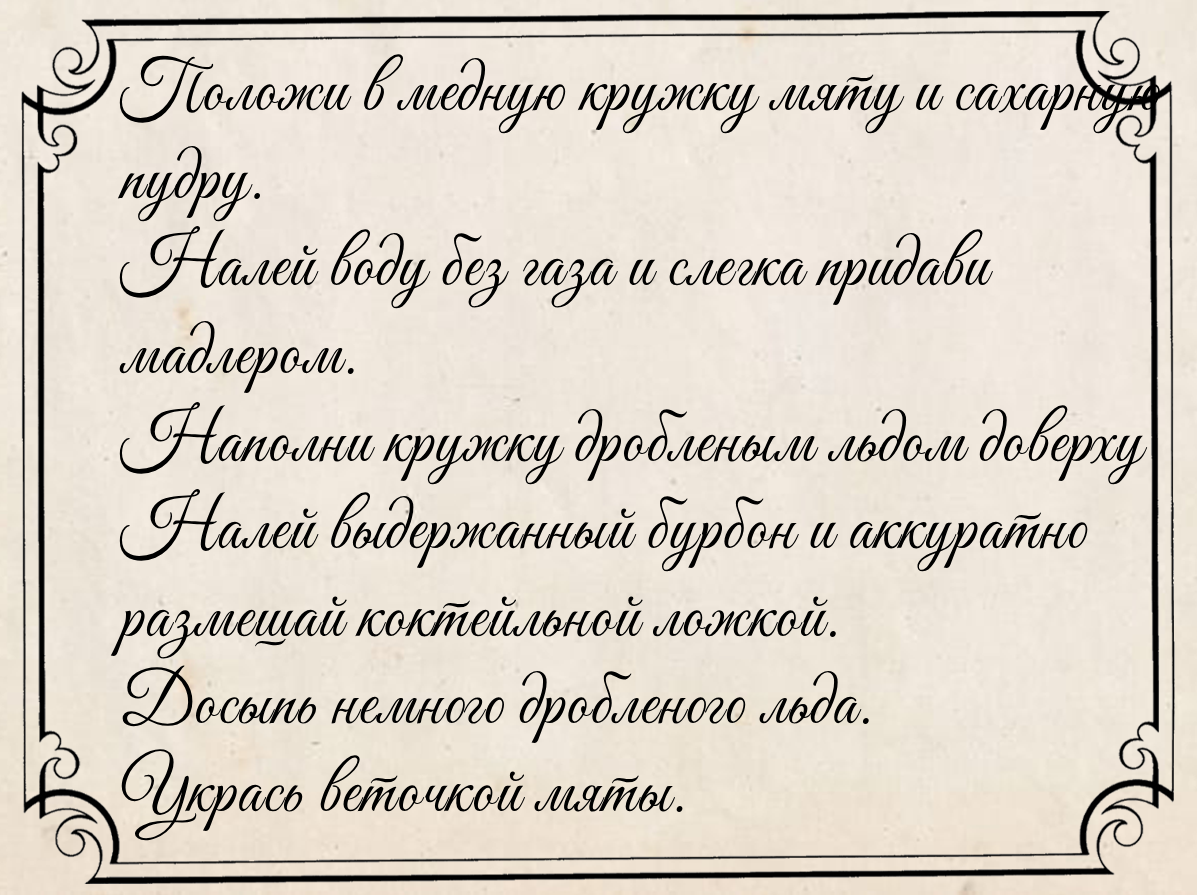 Положи в медную кружку мяту и сахарную
пудру.
Налей воду без газа и слегка придави
мадлером.
Наполни кружку дробленым льдом доверху
Налей выдержанный бурбон и аккуратно
размешай коктейльной ложкой.
Досыпь немного дробленого льда.
Укрась веточкой мяты.